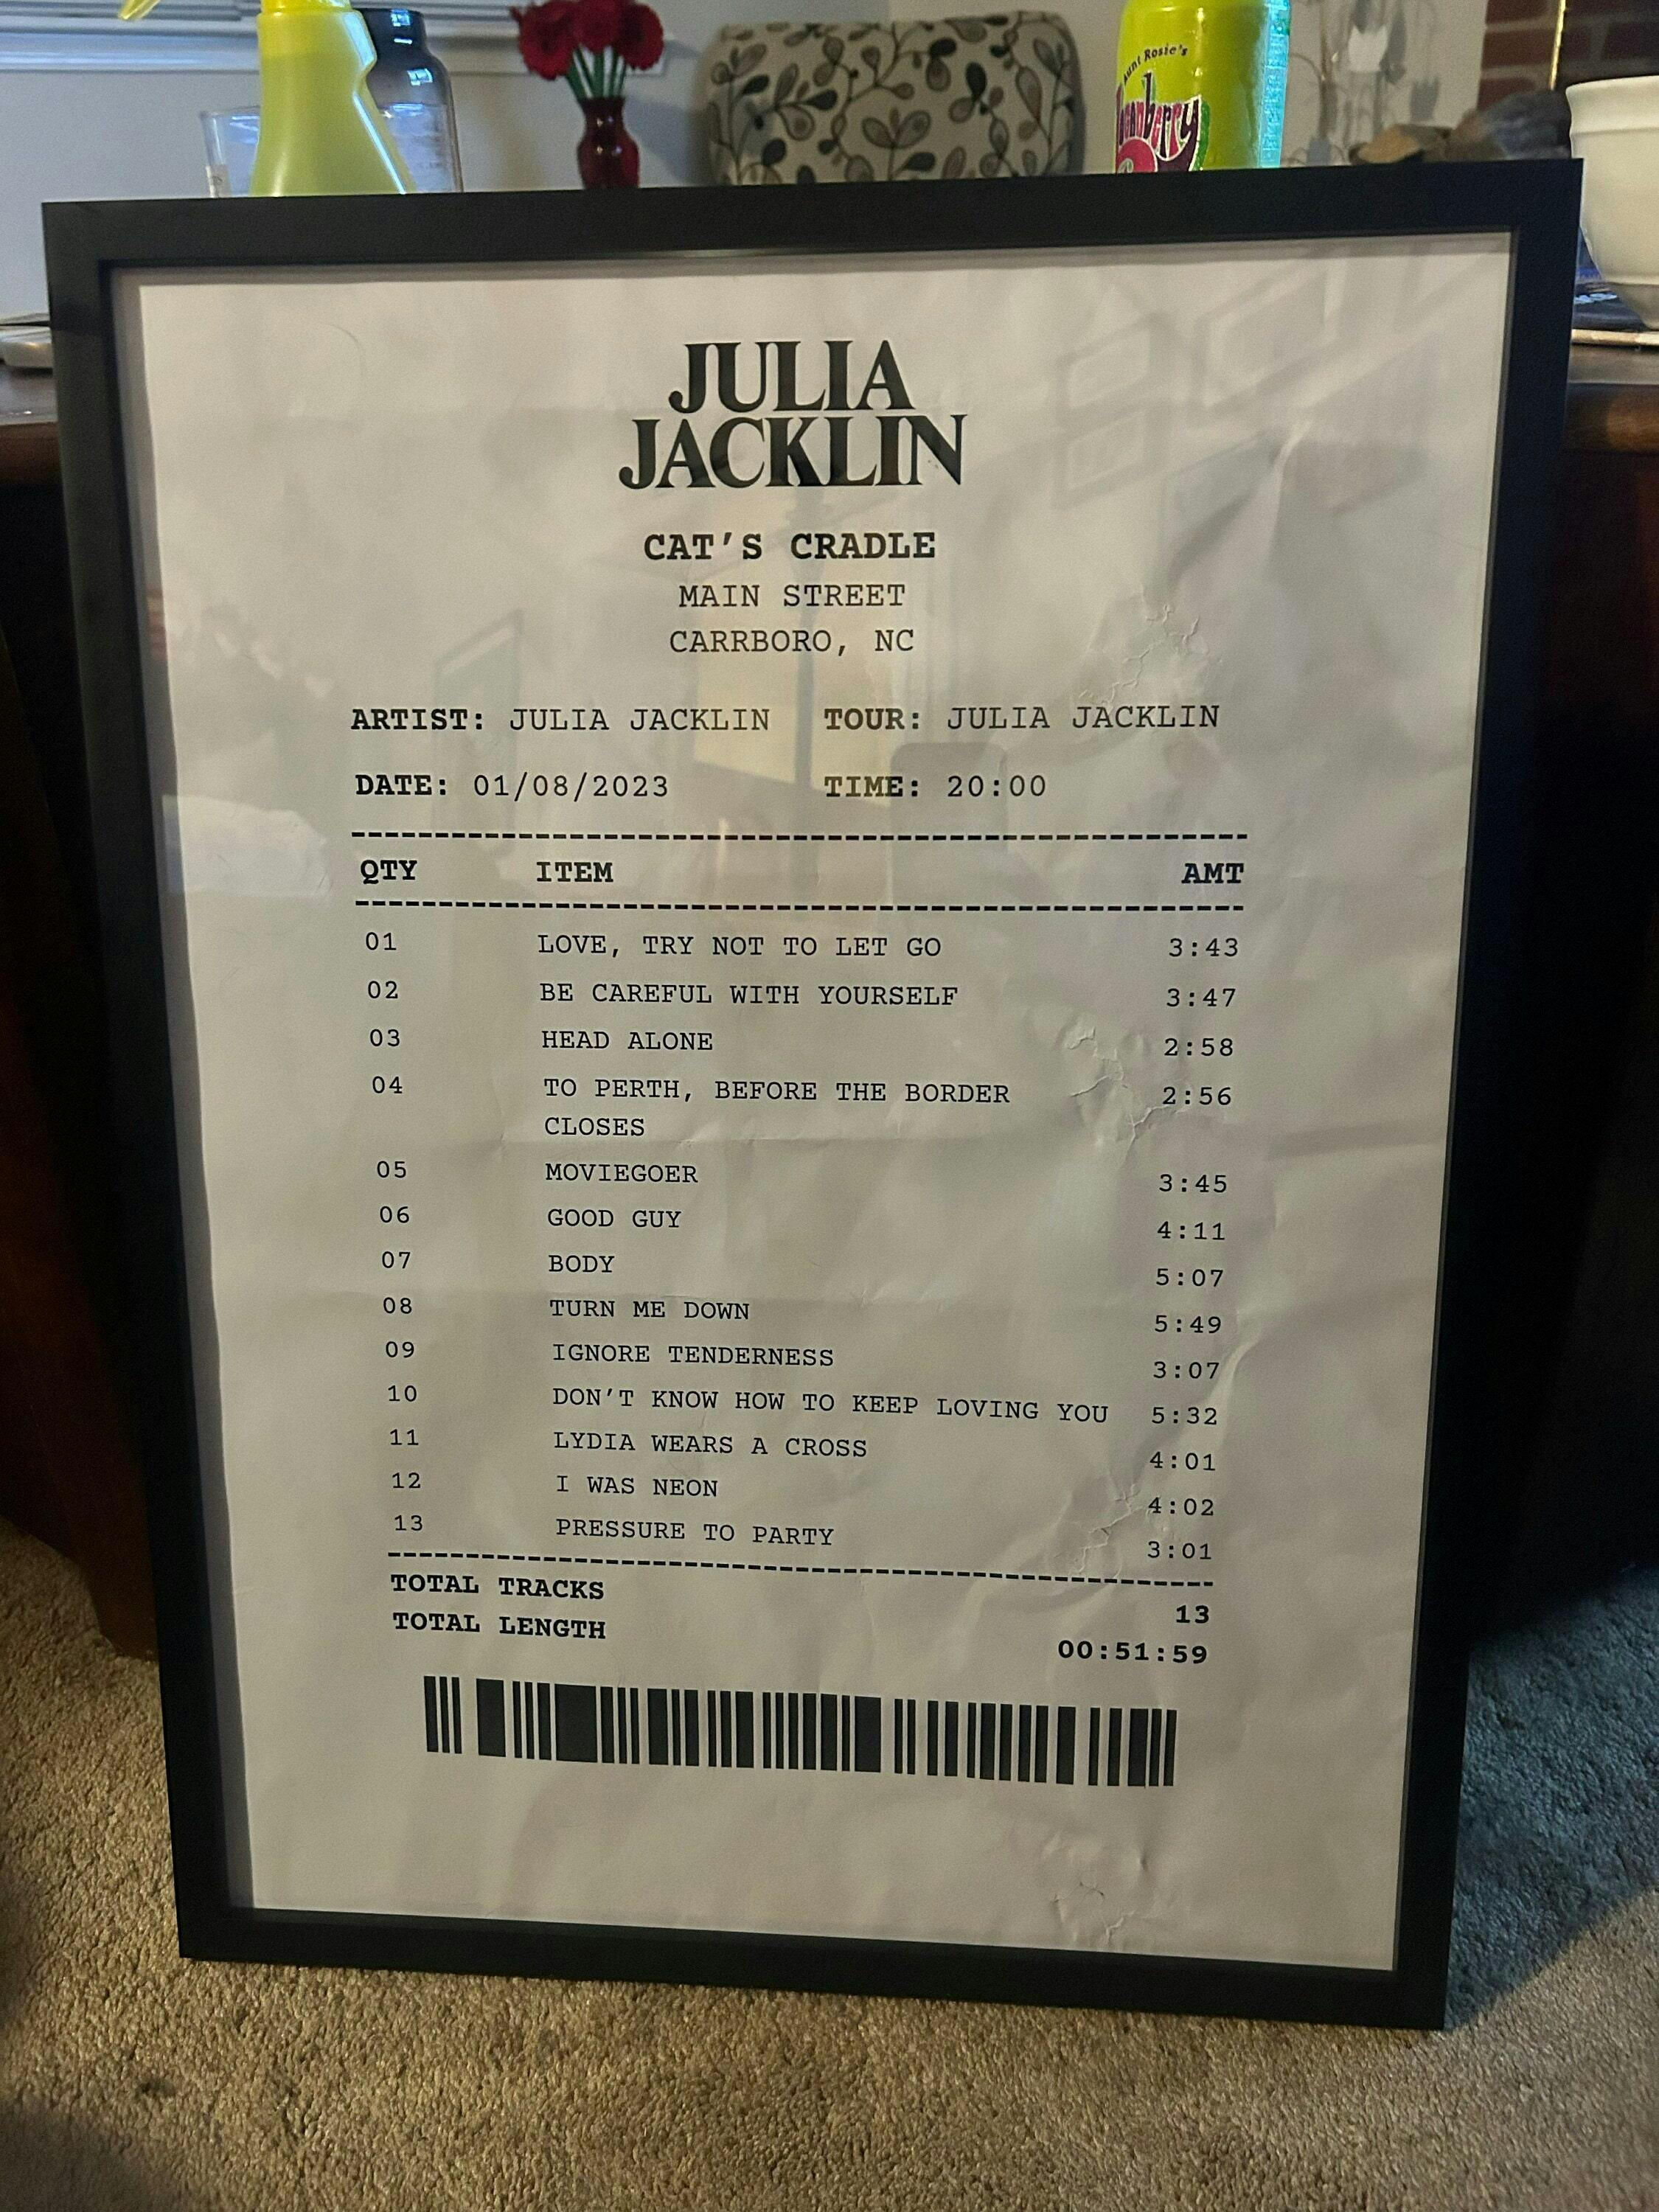 Aunt Rosie's
JULIA
JACKLIN
CAT'S CRADLE
MAIN STREET
CARRBORO, NC
ARTIST: JULIA JACKLIN TOUR: JULIA JACKLIN
DATE: 01/08/2023 TIME: 20:00
QTY ITEM AMT
01 LOVE, TRY NOT TO LET GO 3:43
02 BE CAREFUL WITH YOURSELF 3:47
03 HEAD ALONE 2:58
04 TO PERTH, BEFORE THE BORDER 2:56
CLOSES
05 MOVIEGOER 3:45
06 GOOD GUY 4:11
07 BODY 5:07
08 TURN ME DOWN 5:49
09 IGNORE TENDERNESS 3:07
10 DON'T KNOW HOW TO KEEP LOVING YOU 5:32
11 LYDIA WEARS A CROSS 4:01
12 I WAS NEON 4:02
13 PRESSURE TO PARTY 3:01
TOTAL TRACKS 13
TOTAL LENGTH 00:51:59